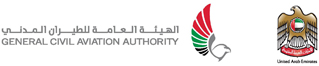 الهيئة العامة للطيران المدني
GENERAL CIVIL AVIATION AUTHORITY
United Arab Emirates